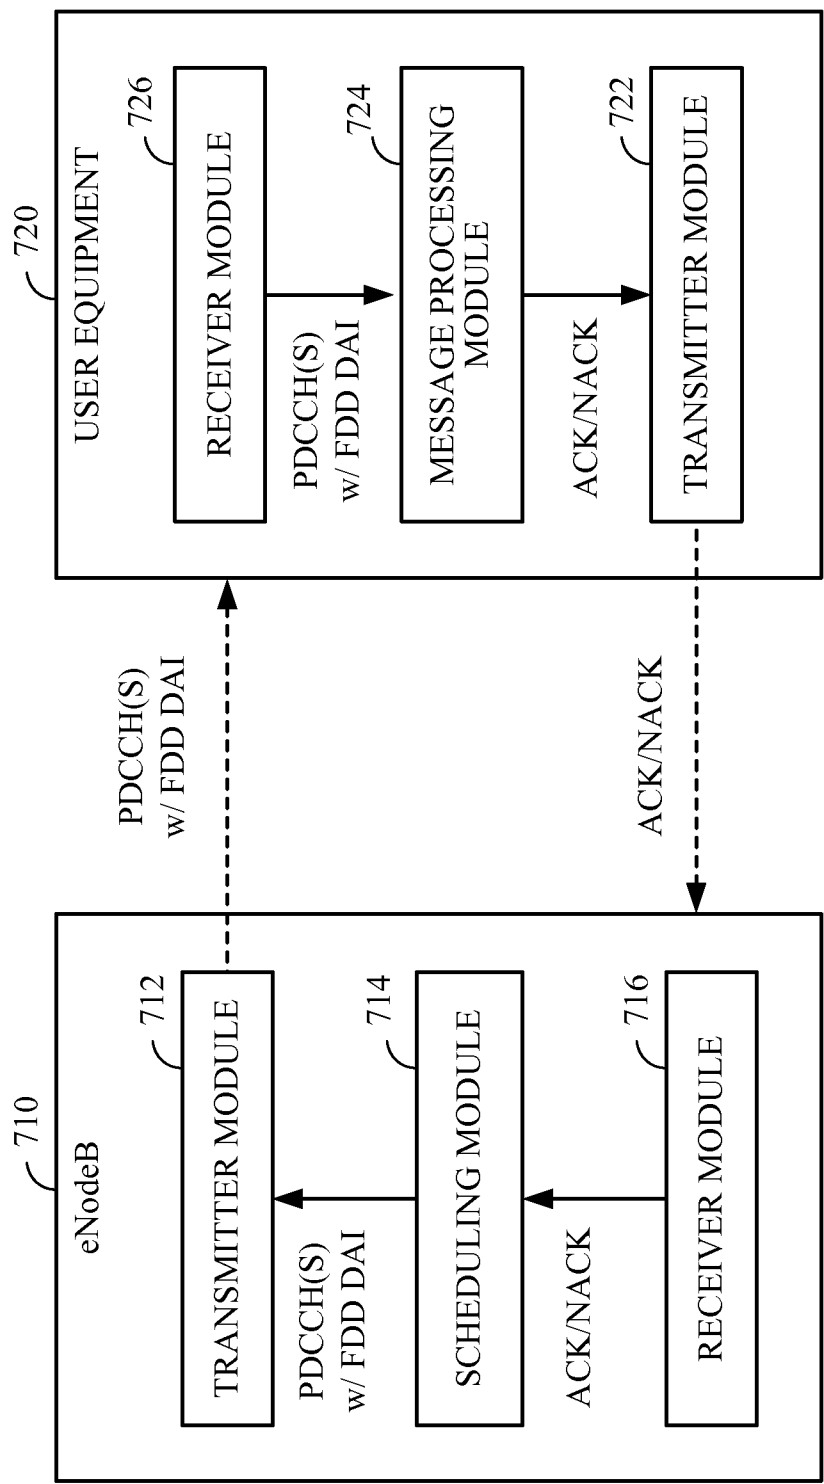 710
eNodeB
712
TRANSMITTER MODULE
PDCCH(S)
w/ FDD DAI
714
SCHEDULING MODULE
ACK/NACK
716
RECEIVER MODULE
PDCCH(S)
w/ FDD DAI
ACK/NACK
720
USER EQUIPMENT
726
RECEIVER MODULE
PDCCH(S)
w/ FDD DAI
724
MESSAGE PROCESSING
MODULE
ACK/NACK
722
TRANSMITTER MODULE